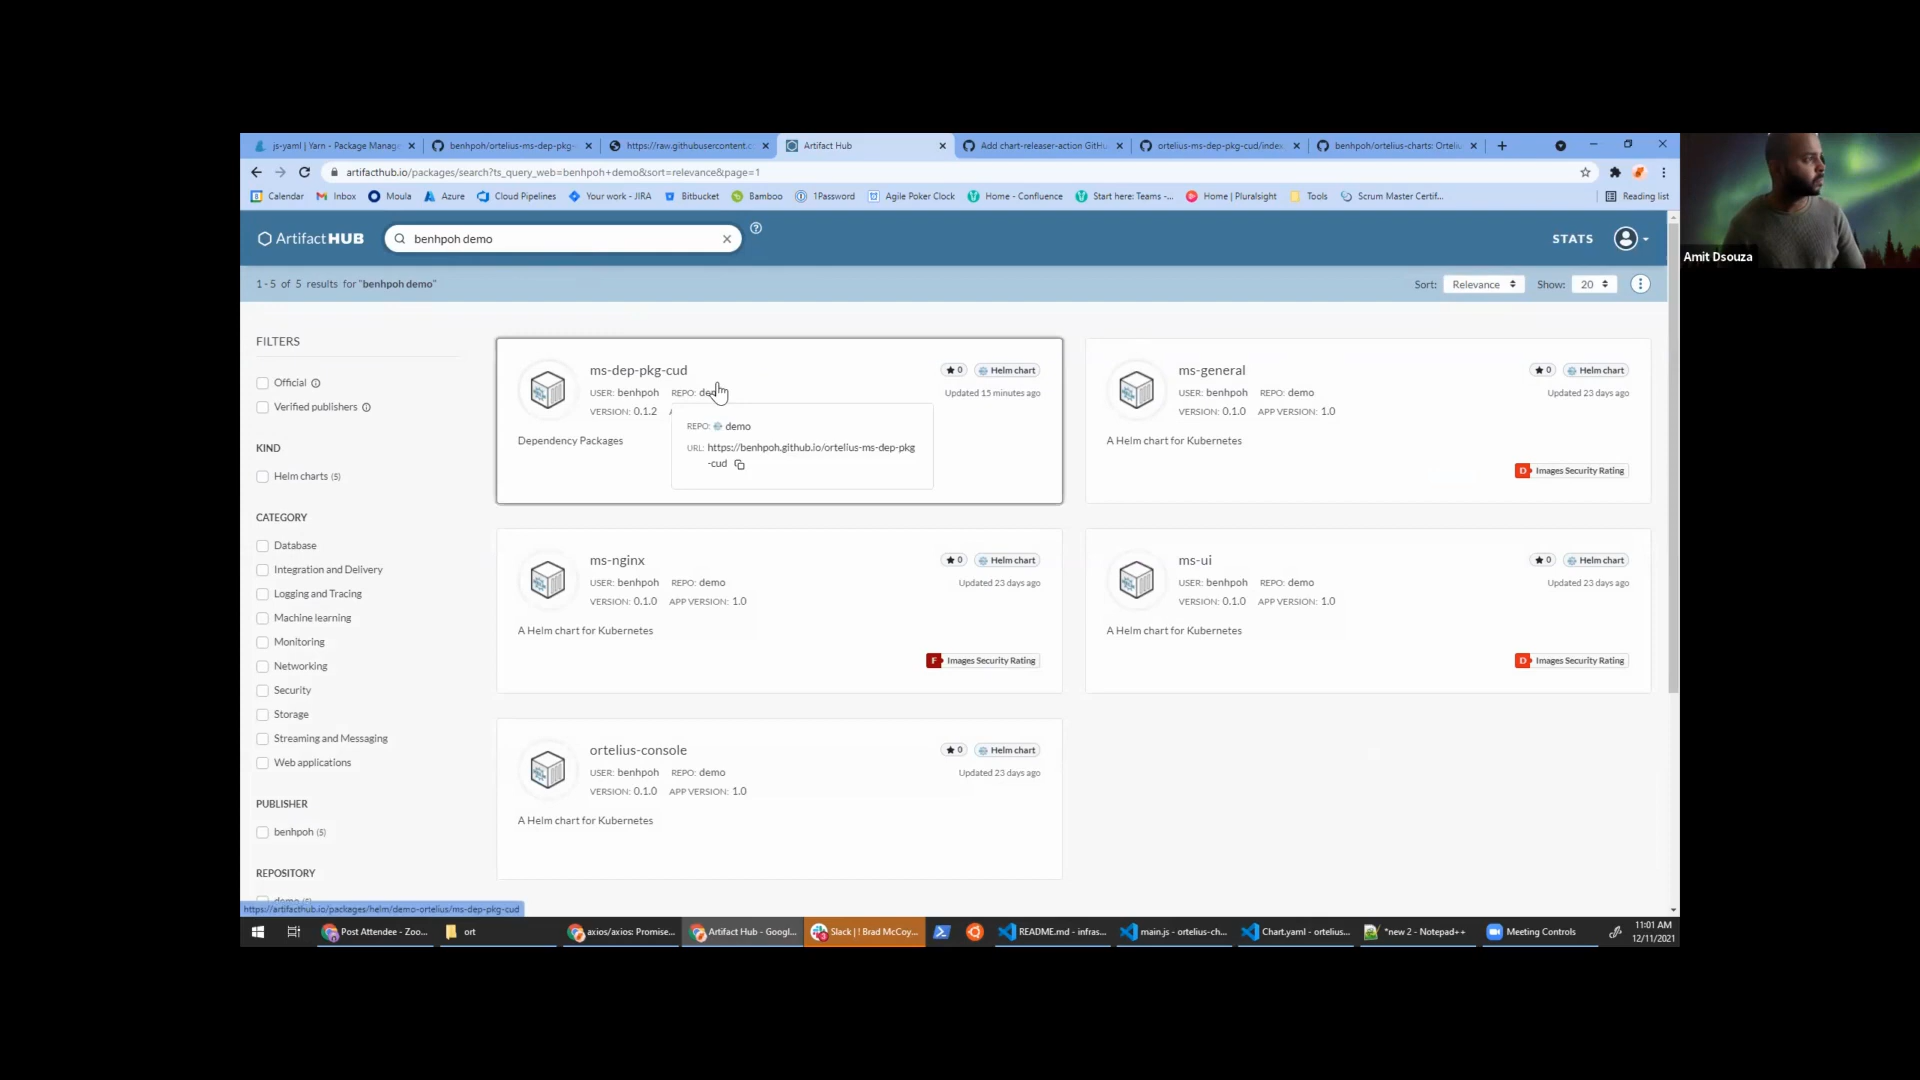 js-yaml | Yarn - Package Manage
benhpoh/ortelius-ms-dep-pkg-
https://raw.githubusercontent.c
Artifact Hub
Add chart-releaser-action GitHu
ortelius-ms-dep-pkg-cud/index
benhpoh/ortelius-charts: Orteli
artifacthub.io/packages/search?ts_query_web=benhpoh+demo&sort=relevance&page=1
Calendar
Inbox
Moula
Azure
Cloud Pipelines
Your work - JIRA
Bitbucket
Bamboo
1Password
Agile Poker Clock
Home - Confluence
Start here: Teams -...
Home | Pluralsight
Tools
Scrum Master Certif...
Reading list
Amit Dsouza
Artifact HUB
benhpoh demo
STATS
1 - 5 of 5 results for "benhpoh demo"
Sort: Relevance
Show: 20
FILTERS
Official
Verified publishers
KIND
Helm charts (5)
CATEGORY
Database
Integration and Delivery
Logging and Tracing
Machine learning
Monitoring
Networking
Security
Storage
Streaming and Messaging
Web applications
PUBLISHER
benhpoh (5)
REPOSITORY
ms-dep-pkg-cud
0 Helm chart
USER: benhpoh REPO:
Updated 15 minutes ago
VERSION: 0.1.2
Dependency Packages
REPO: demo
URL: https://benhpoh.github.io/ortelius-ms-dep-pkg
-cud
ms-general
0 Helm chart
USER: benhpoh REPO: demo
Updated 23 days ago
VERSION: 0.1.0 APP VERSION: 1.0
A Helm chart for Kubernetes
D Images Security Rating
ms-nginx
0 Helm chart
USER: benhpoh REPO: demo
Updated 23 days ago
VERSION: 0.1.0 APP VERSION: 1.0
A Helm chart for Kubernetes
F Images Security Rating
ms-ui
0 Helm chart
USER: benhpoh REPO: demo
Updated 23 days ago
VERSION: 0.1.0 APP VERSION: 1.0
A Helm chart for Kubernetes
D Images Security Rating
ortelius-console
0 Helm chart
USER: benhpoh REPO: demo
Updated 23 days ago
VERSION: 0.1.0 APP VERSION: 1.0
A Helm chart for Kubernetes
https://artifacthub.io/packages/helm/demo-ortelius/ms-dep-pkg-cud
Post Attendee - Zoo...
ort
axios/axios: Promise...
Artifact Hub - Googl...
Slack | ! Brad McCoy...
README.md - infras...
main.js - ortelius-ch...
Chart.yaml - ortelius...
*new 2 - Notepad++
Meeting Controls
11:01 AM
12/11/2021